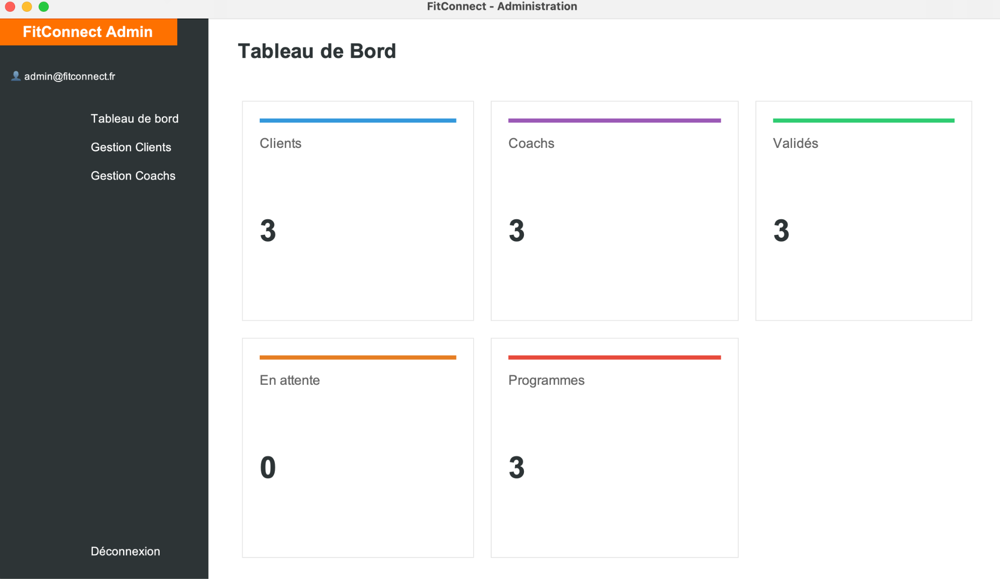 FitConnect - Administration
FitConnect Admin
admin@fitconnect.fr
Tableau de bord
Gestion Clients
Gestion Coachs
Déconnexion
Tableau de Bord
Clients
3
Coachs
3
Validés
3
En attente
0
Programmes
3